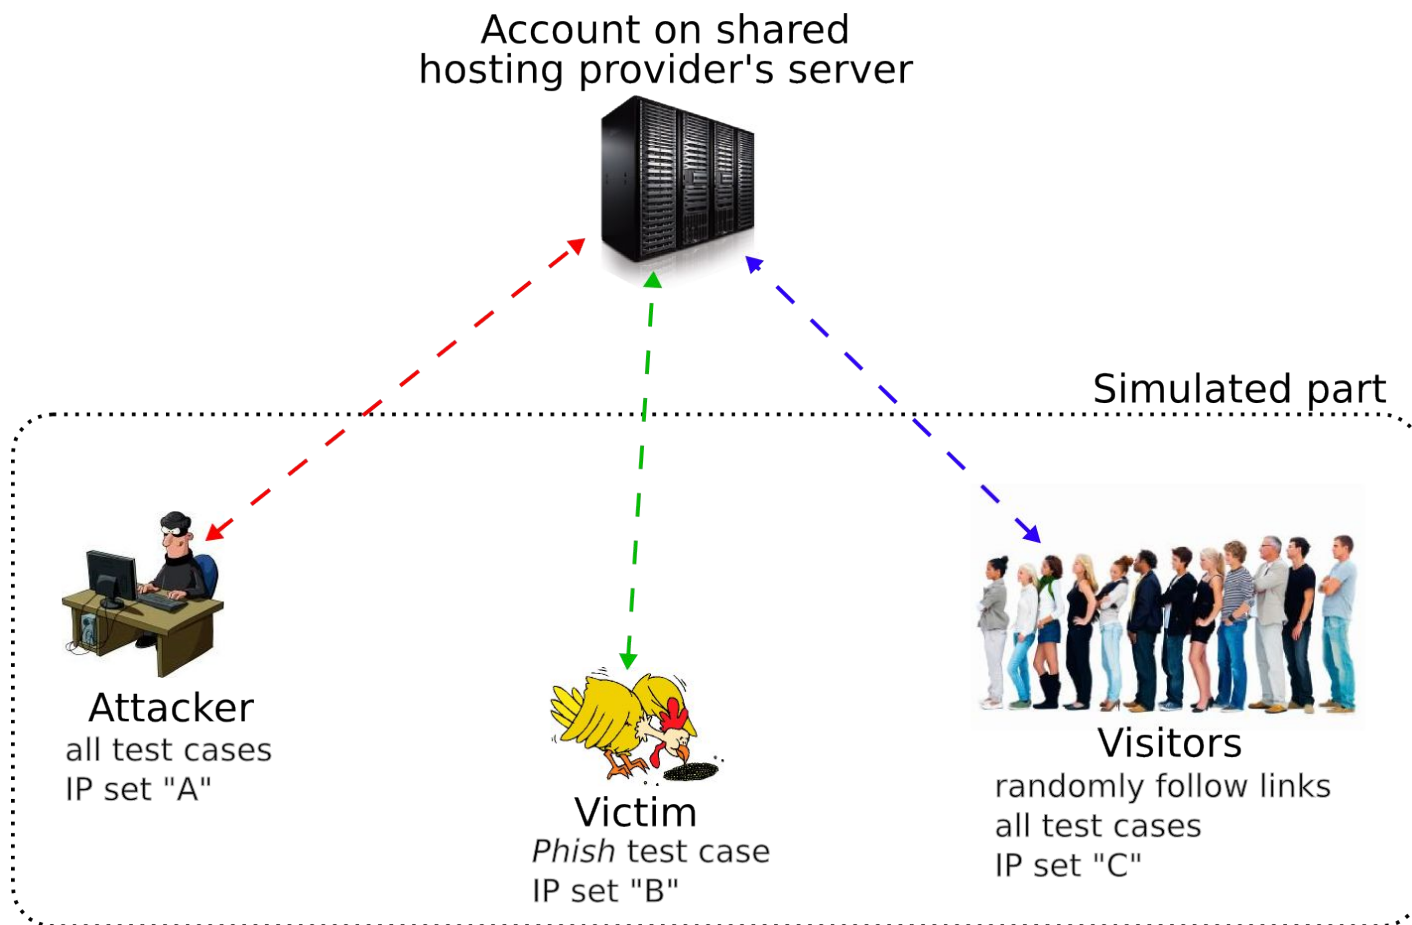 Account on shared
hosting provider's server
Simulated part
Attacker
all test cases
IP set "A"
Victim
Phish test case
IP set "B"
Visitors
randomly follow links
all test cases
IP set "C"